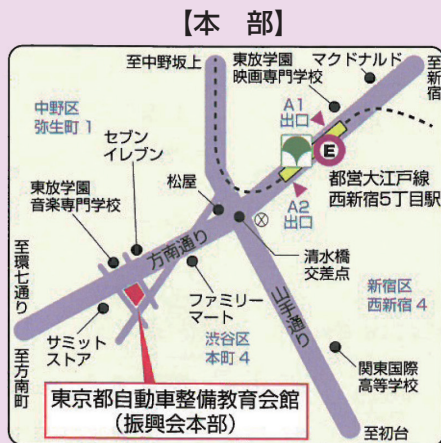 【本 部】
至中野坂上
東放学園
映画専門学校
マクドナルド
至新宿
中野区
弥生町 1
A1
出口
E
都営大江戸線
西新宿5丁目駅
A2
出口
セブン
イレブン
松屋
東放学園
音楽専門学校
方南通り
清水橋
交差点
至環七通り
至方南町
サミット
ストア
ファミリー
マート
渋谷区
本町 4
山手通り
新宿区
西新宿 4
関東国際
高等学校
東京都自動車整備教育会館
（振興会本部）
至初台